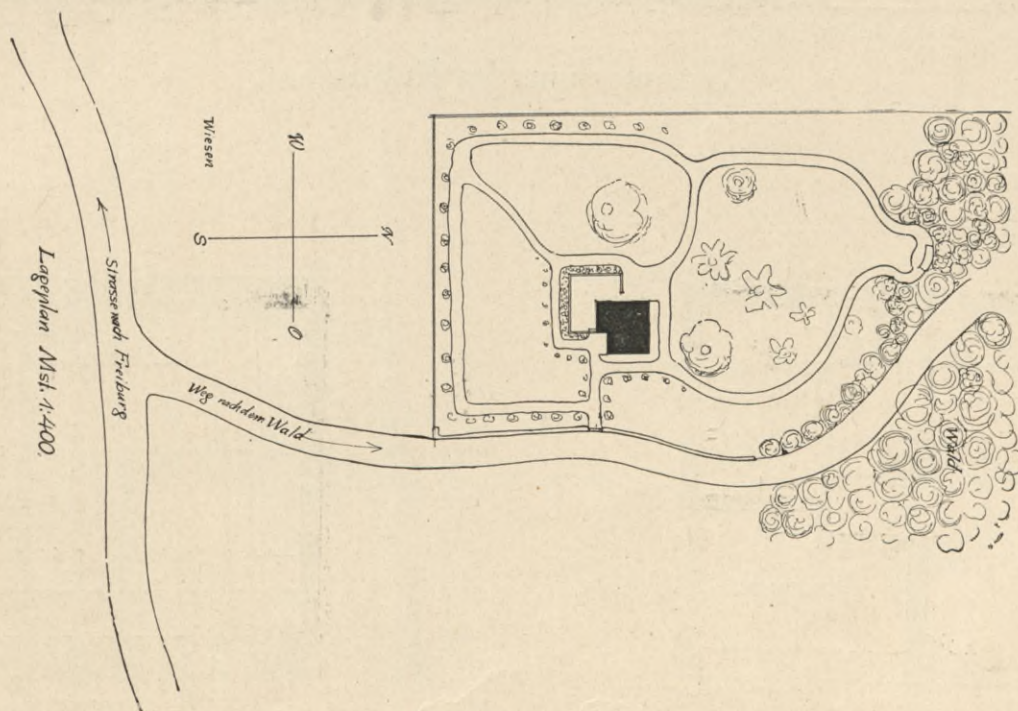 Wald
Weg nach dem Wald
Wiesen
W
N
S
O
Strasse nach Freiburg
Lageplan Mst. 1:400.